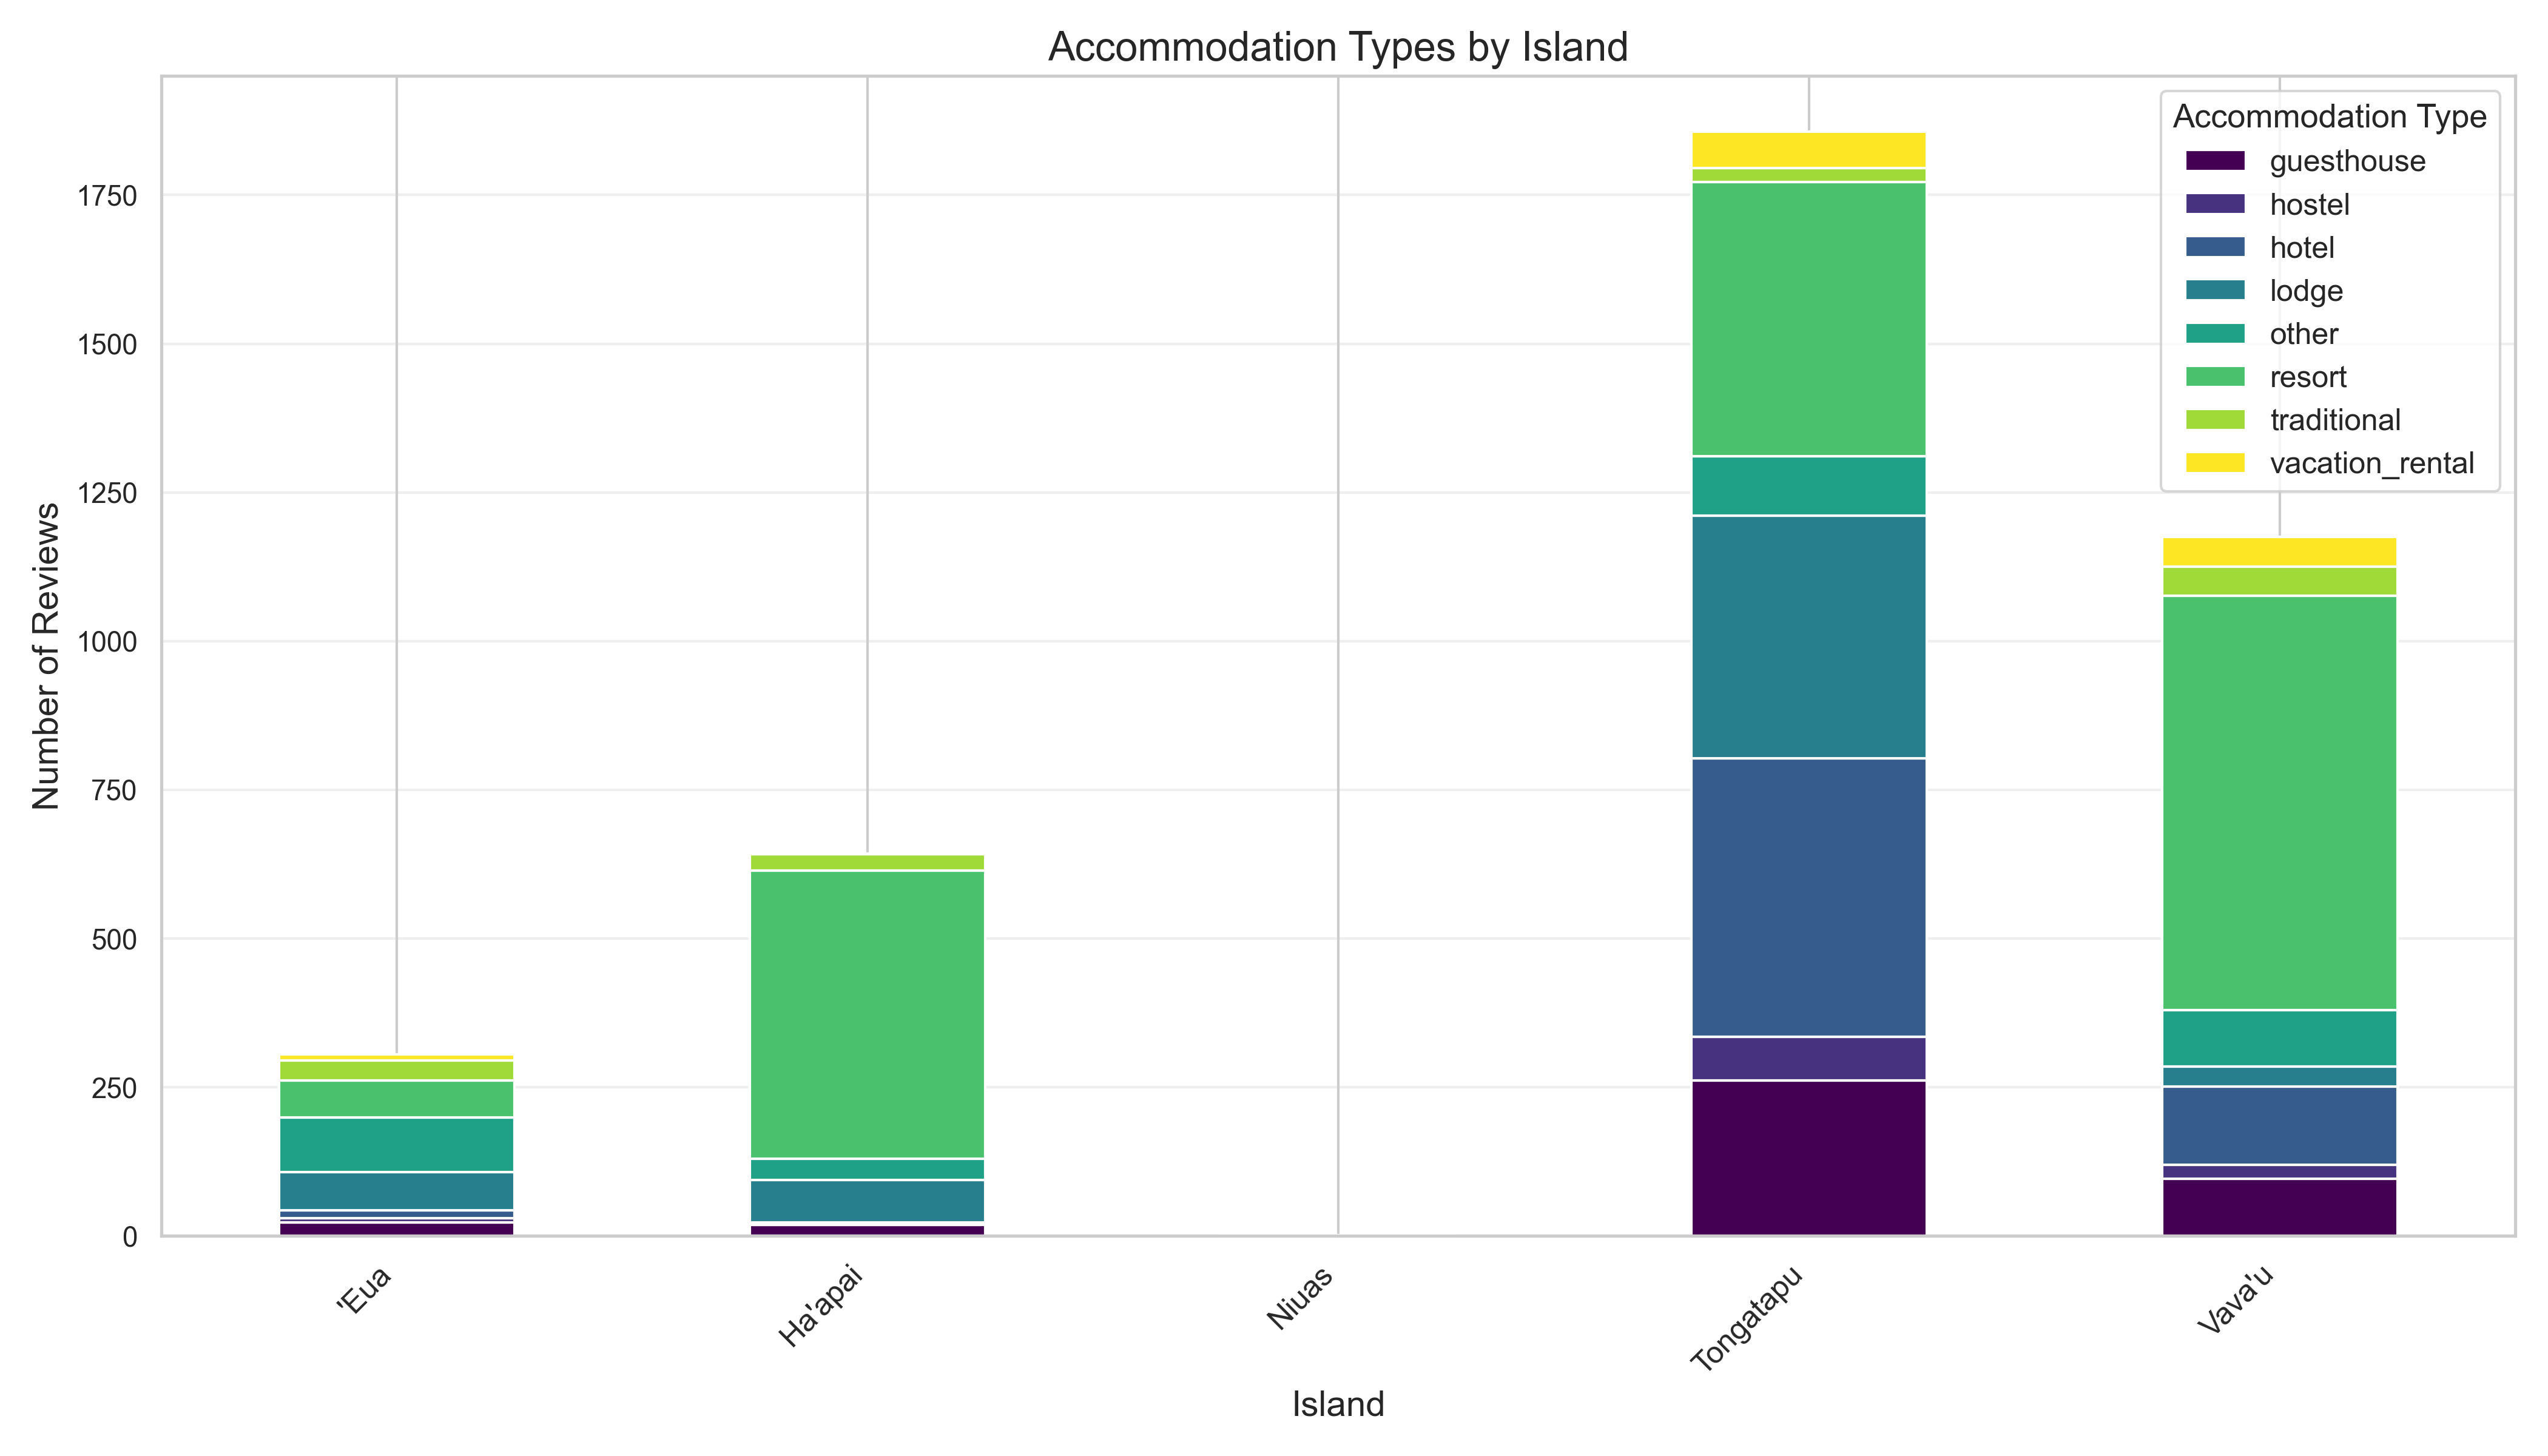 Accommodation Types by Island
Number of Reviews
1750
1500
1250
1000
750
500
250
0
Accommodation Type
guesthouse
hostel
hotel
lodge
other
resort
traditional
vacation_rental
'Eua
Ha'apai
Niuas
Tongatapu
Vava'u
Island